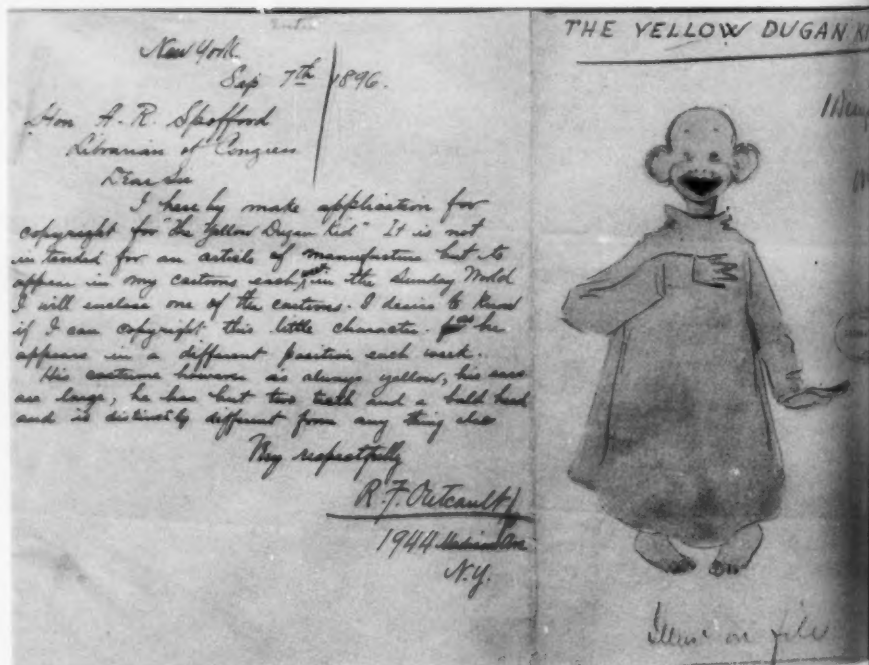 New York
Sep 7th 1896.
Hon A. R. Spofford
Librarian of Congress
Dear Sir
I hereby make application for
copyright for "the Yellow Dugan Kid" It is not
intended for an article of manufacture but to
appear in my cartoons each week in the Sunday World
I will enclose one of the cartoons. I desire to know
if I can copyright this little character. as he
appears in a different position each week.
His costume however is always yellow, his ears
are large, he has but two teeth and a bald head
and is distinctly different from any thing else
Very respectfully
R. F. Outcault
1944 Madison Ave
N.Y.
THE YELLOW DUGAN KI
on file